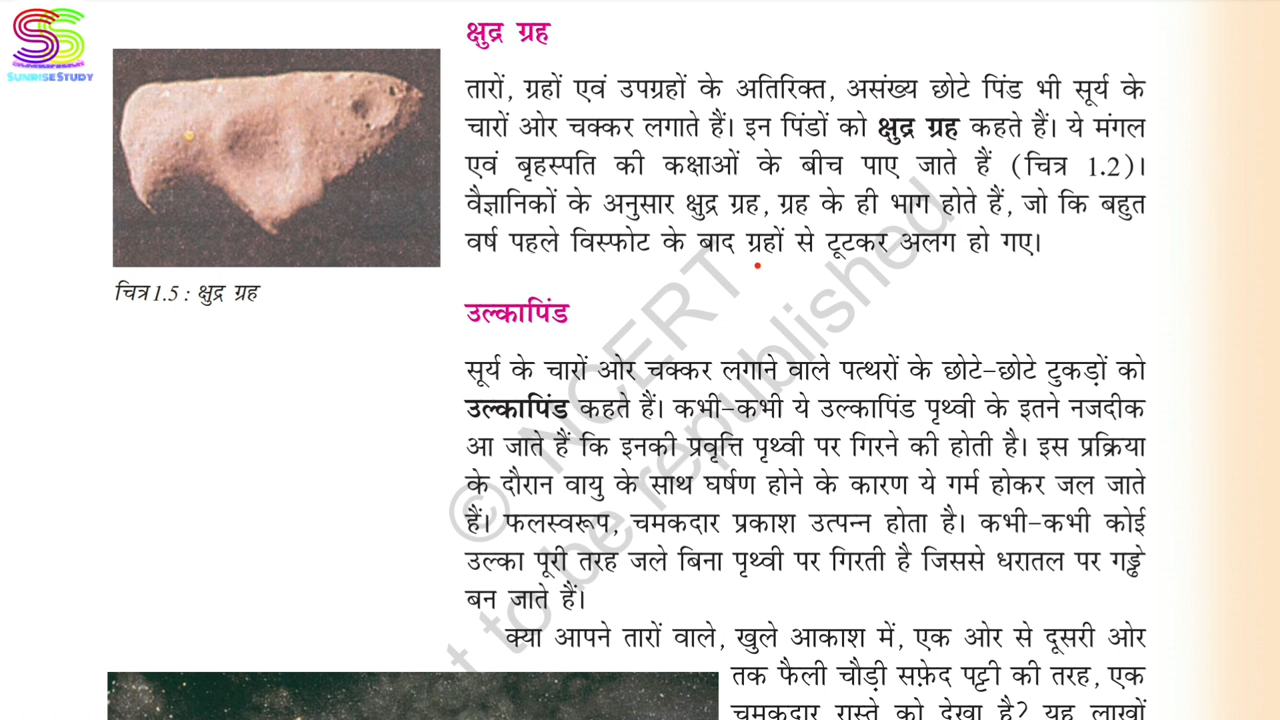 SS
SUNRISESTUDY
क्षुद्र ग्रह
तारों, ग्रहों एवं उपग्रहों के अतिरिक्त, असंख्य छोटे पिंड भी सूर्य के
चारों ओर चक्कर लगाते हैं। इन पिंडों को क्षुद्र ग्रह कहते हैं। ये मंगल
एवं बृहस्पति की कक्षाओं के बीच पाए जाते हैं (चित्र 1.2)।
वैज्ञानिकों के अनुसार क्षुद्र ग्रह, ग्रह के ही भाग होते हैं, जो कि बहुत
वर्ष पहले विस्फोट के बाद ग्रहों से टूटकर अलग हो गए।
चित्र 1.5 : क्षुद्र ग्रह
उल्कापिंड
सूर्य के चारों ओर चक्कर लगाने वाले पत्थरों के छोटे-छोटे टुकड़ों को
उल्कापिंड कहते हैं। कभी-कभी ये उल्कापिंड पृथ्वी के इतने नजदीक
आ जाते हैं कि इनकी प्रवृत्ति पृथ्वी पर गिरने की होती है। इस प्रक्रिया
के दौरान वायु के साथ घर्षण होने के कारण ये गर्म होकर जल जाते
हैं। फलस्वरूप, चमकदार प्रकाश उत्पन्न होता है। कभी-कभी कोई
उल्का पूरी तरह जले बिना पृथ्वी पर गिरती है जिससे धरातल पर गड्ढे
बन जाते हैं।
क्या आपने तारों वाले, खुले आकाश में, एक ओर से दूसरी ओर
तक फैली चौड़ी सफ़ेद पट्टी की तरह, एक
चमकदार रास्ते को देखा है? यह लाखों
© NCERT
t to be republished